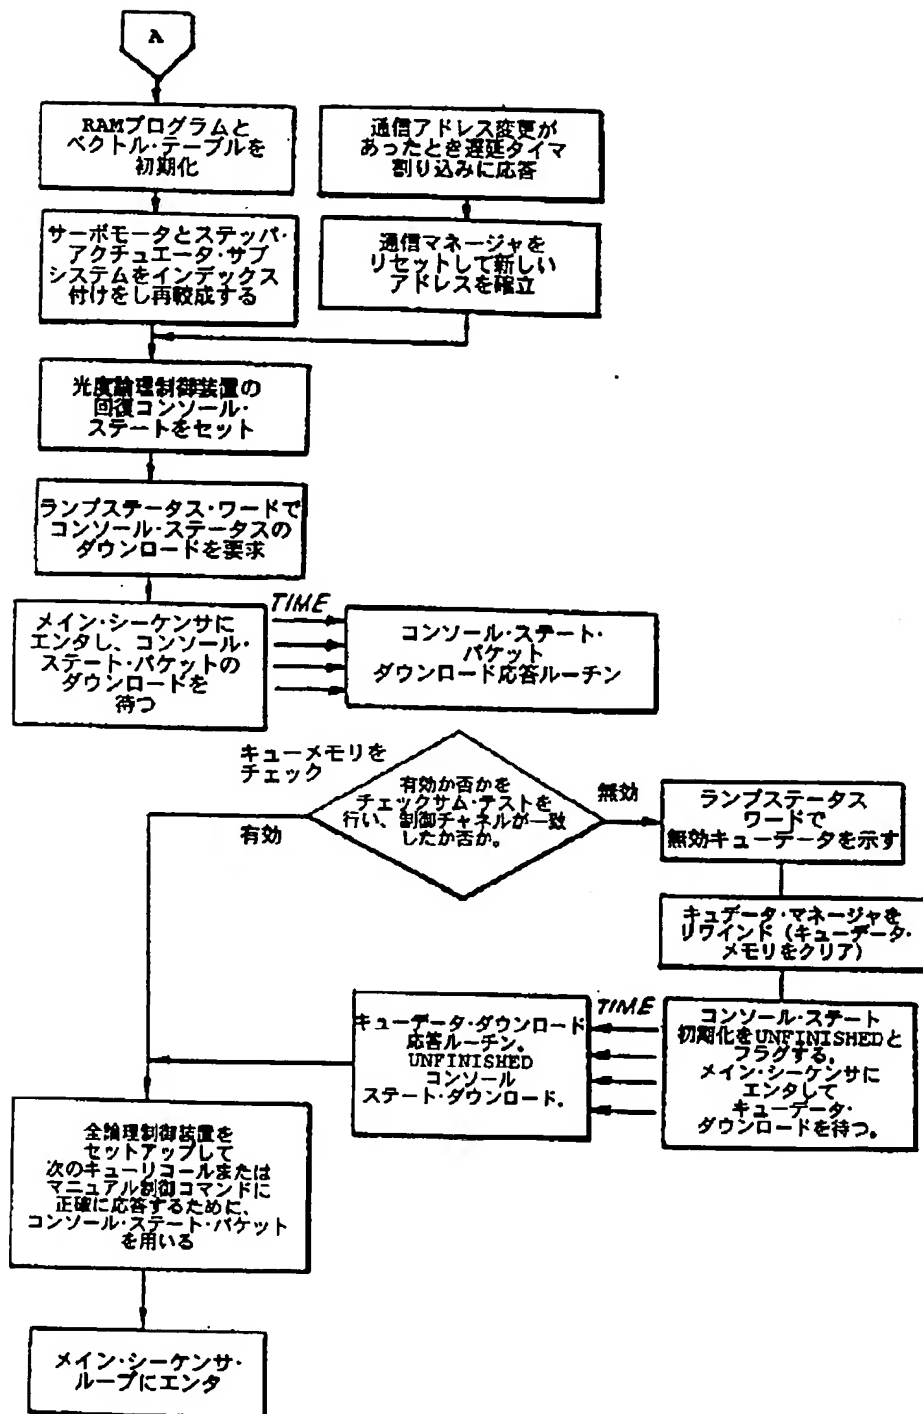 A
RAMプログラムと
ベクトル・テーブルを
初期化
通信アドレス変更が
あったとき遅延タイマ
割り込みに応答
サーボモータとステッパ・
アクチュエータ・サブ
システムをインデックス
付けをし再較成する
通信マネージャを
リセットして新しい
アドレスを確立
光度論理制御装置の
回復コンソール・
ステートをセット
ランプステータス・ワードで
コンソール・ステータスの
ダウンロードを要求
メイン・シーケンサに
エンタし、コンソール・
ステート・パケットの
ダウンロードを
待つ
TIME
コンソール・ステート・
パケット
ダウンロード応答ルーチン
キューメモリを
チェック
有効か否かを
チェックサム・テストを
行い、制御チャネルが一致
したか否か。
無効
有効
ランプステータス
ワードで
無効キューデータを示す
キュデータ・マネージャを
リワインド（キューデータ・
メモリをクリア）
キューデータ・ダウンロード
応答ルーチン。
UNFINISHED
コンソール
ステート・ダウンロード。
TIME
コンソール・ステート
初期化をUNFINISHEDと
フラグする。
メイン・シーケンサに
エンタして
キューデータ・
ダウンロードを待つ。
全論理制御装置を
セットアップして
次のキューリコールまたは
マニュアル制御コマンドに
正確に応答するために、
コンソール・ステート・パケット
を用いる
メイン・シーケンサ・
ループにエンタ